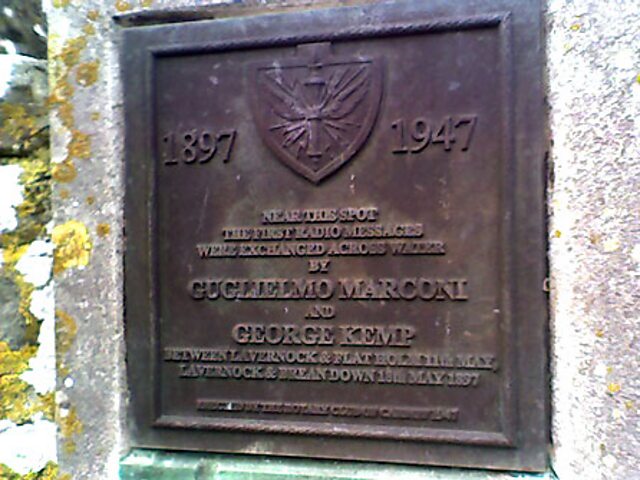 1897 1947
NEAR THIS SPOT
THE FIRST RADIO MESSAGES
WERE EXCHANGED ACROSS WATER
BY
GUGLIELMO MARCONI
AND
GEORGE KEMP
BETWEEN LAVERNOCK & FLAT HOLM 11TH MAY,
LAVERNOCK & BREAN DOWN 18TH MAY 1897
ERECTED BY THE ROTARY CLUB OF CARDIFF 1947